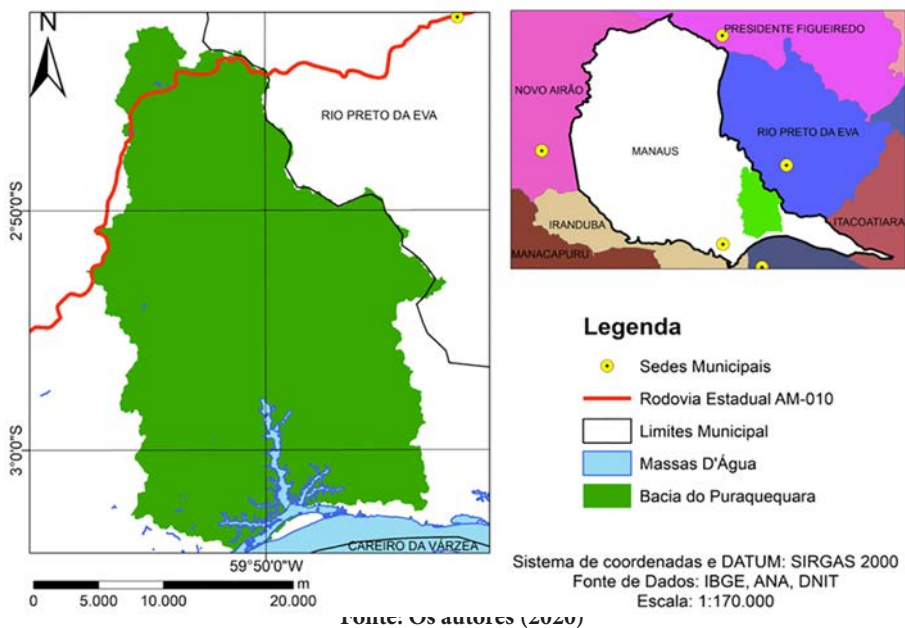 N
RIO PRETO DA EVA
2°50'0"S
3°0'0"S
CAREIRO DA VÁRZEA
59°50'0"W
m
0 5.000 10.000 20.000
PRESIDENTE FIGUEIREDO
NOVO AIRÃO
RIO PRETO DA EVA
MANAUS
IRANDUBA
ITACOATIARA
MANACAPURU
Legenda
Sedes Municipais
Rodovia Estadual AM-010
Limites Municipal
Massas D'Água
Bacia do Puraquequara
Sistema de coordenadas e DATUM: SIRGAS 2000
Fonte de Dados: IBGE, ANA, DNIT
Escala: 1:170.000
Fonte: Os autores (2020)